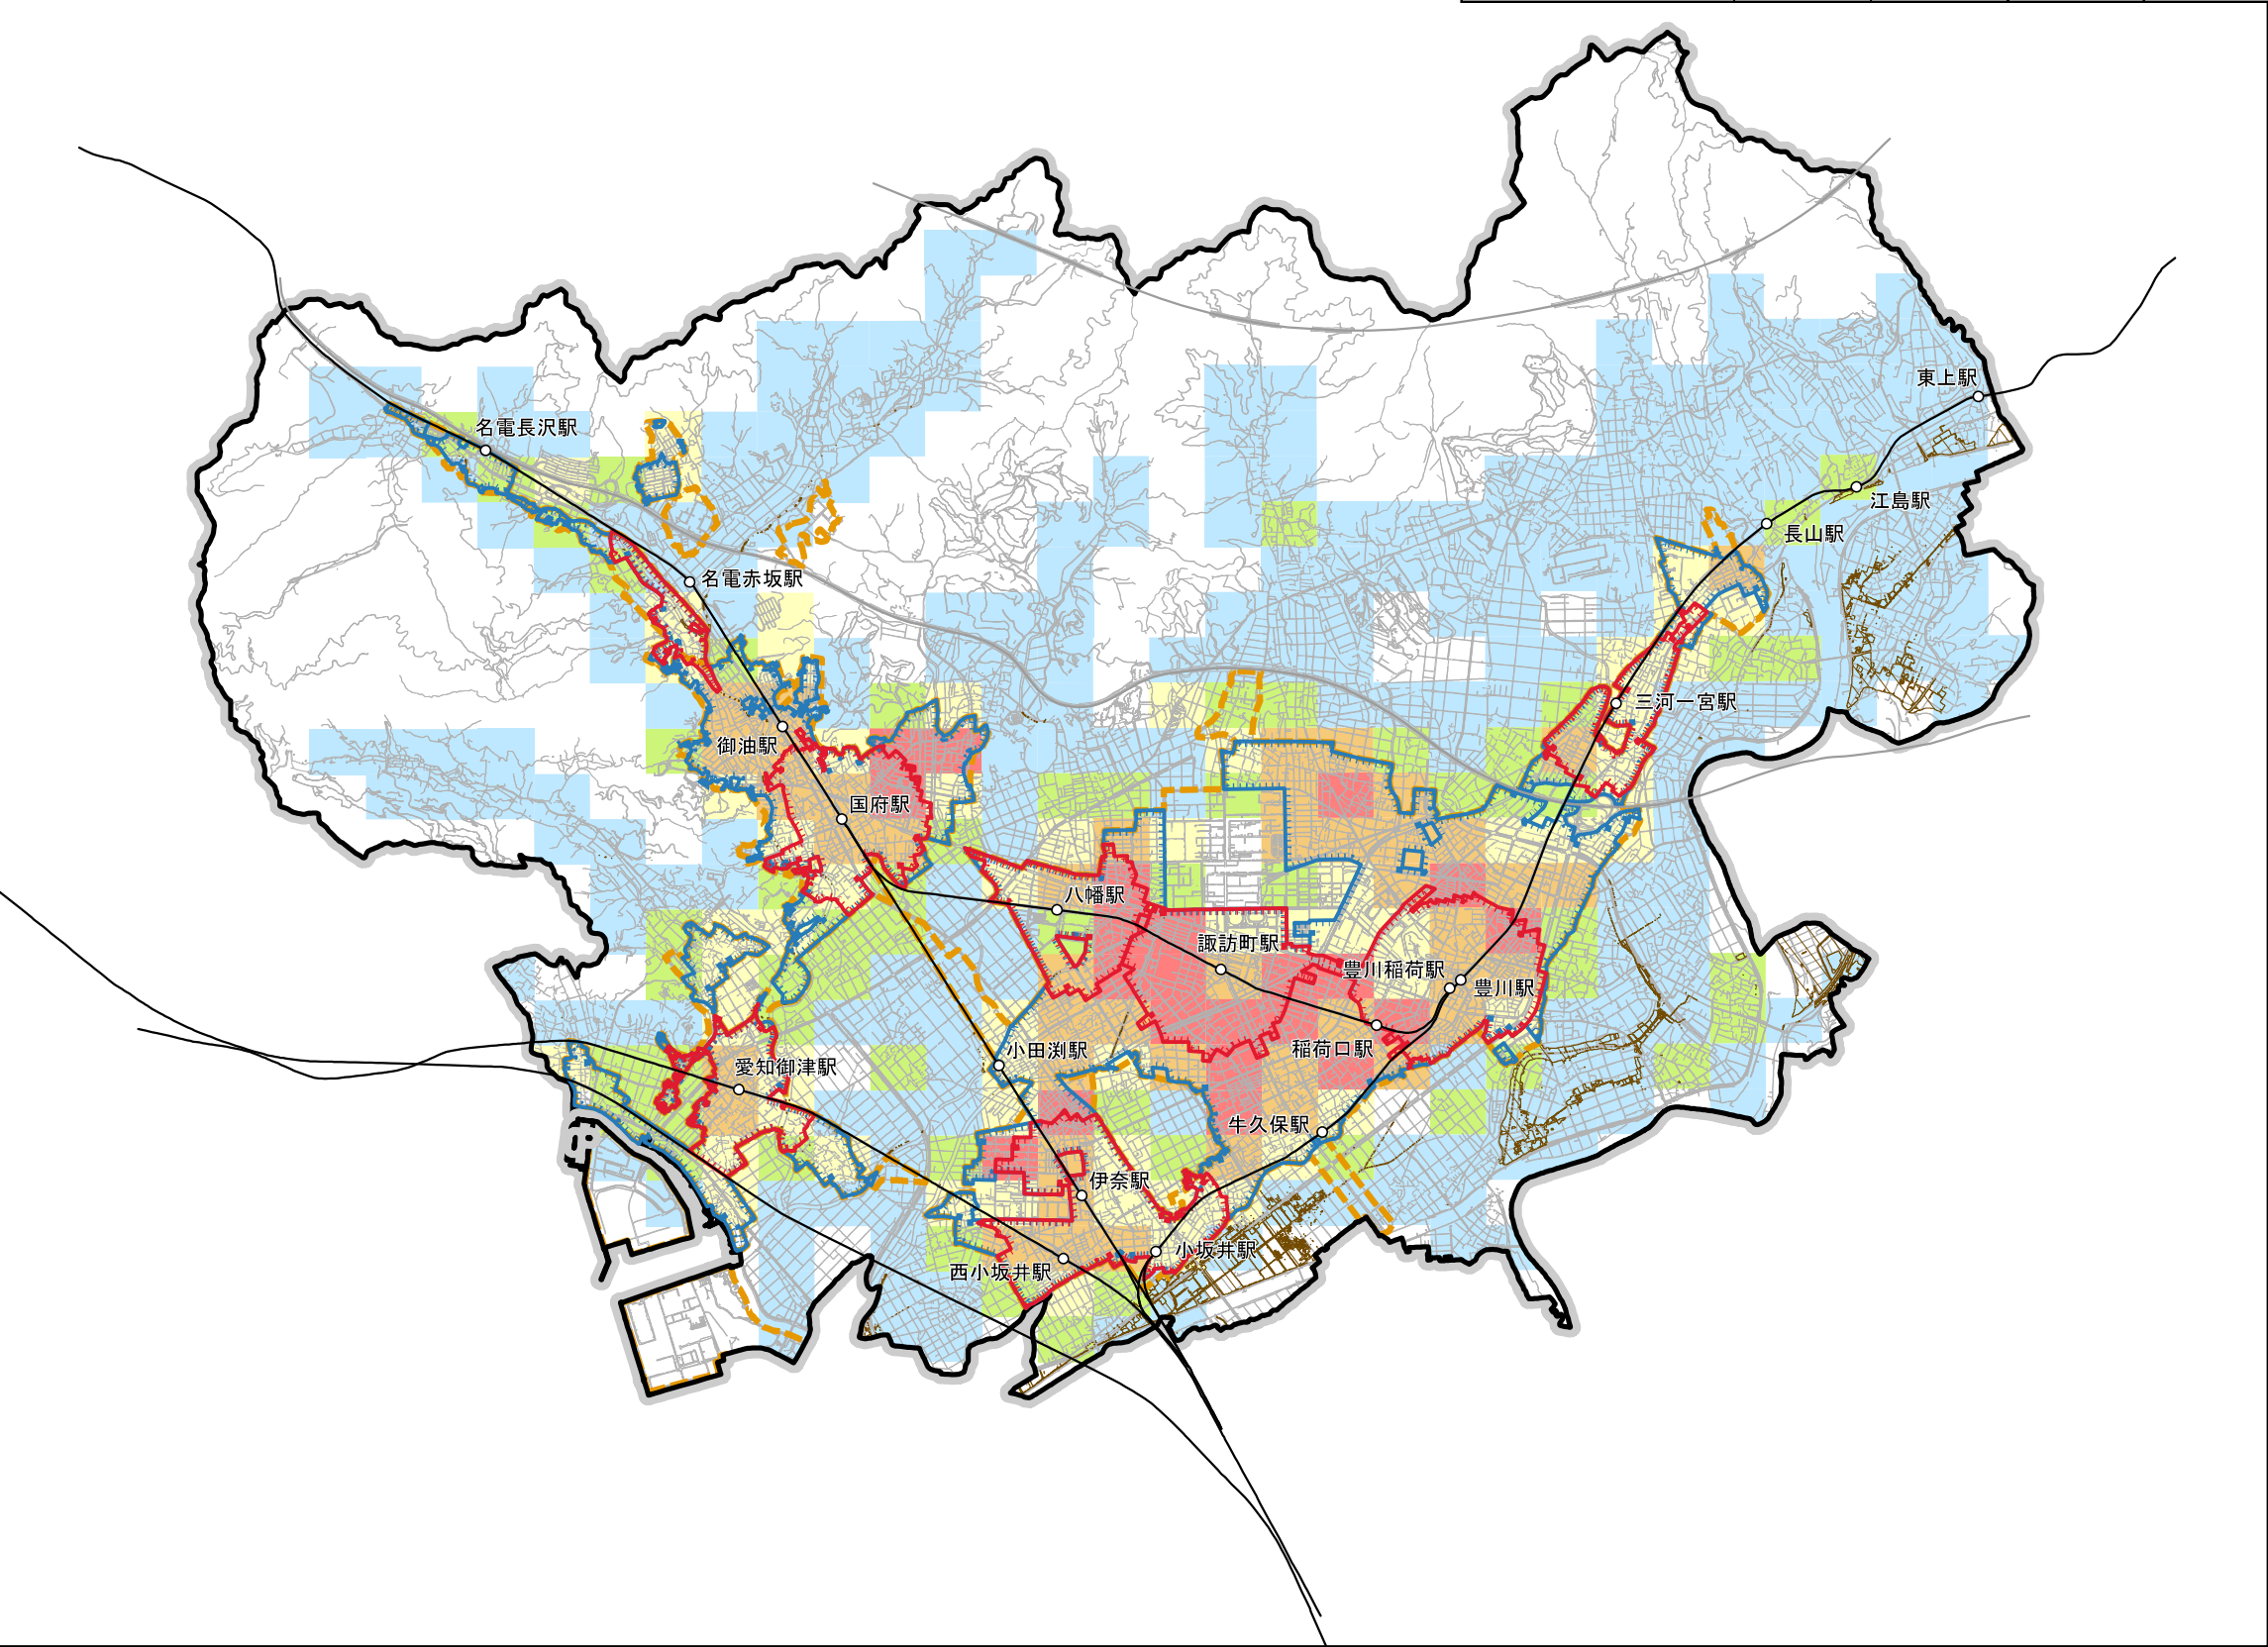 東上駅
名電長沢駅
江島駅
長山駅
名電赤坂駅
三河一宮駅
御油駅
国府駅
八幡駅
諏訪町駅
豊川稲荷駅
豊川駅
小田渕駅
稲荷口駅
愛知御津駅
牛久保駅
伊奈駅
小坂井駅
西小坂井駅